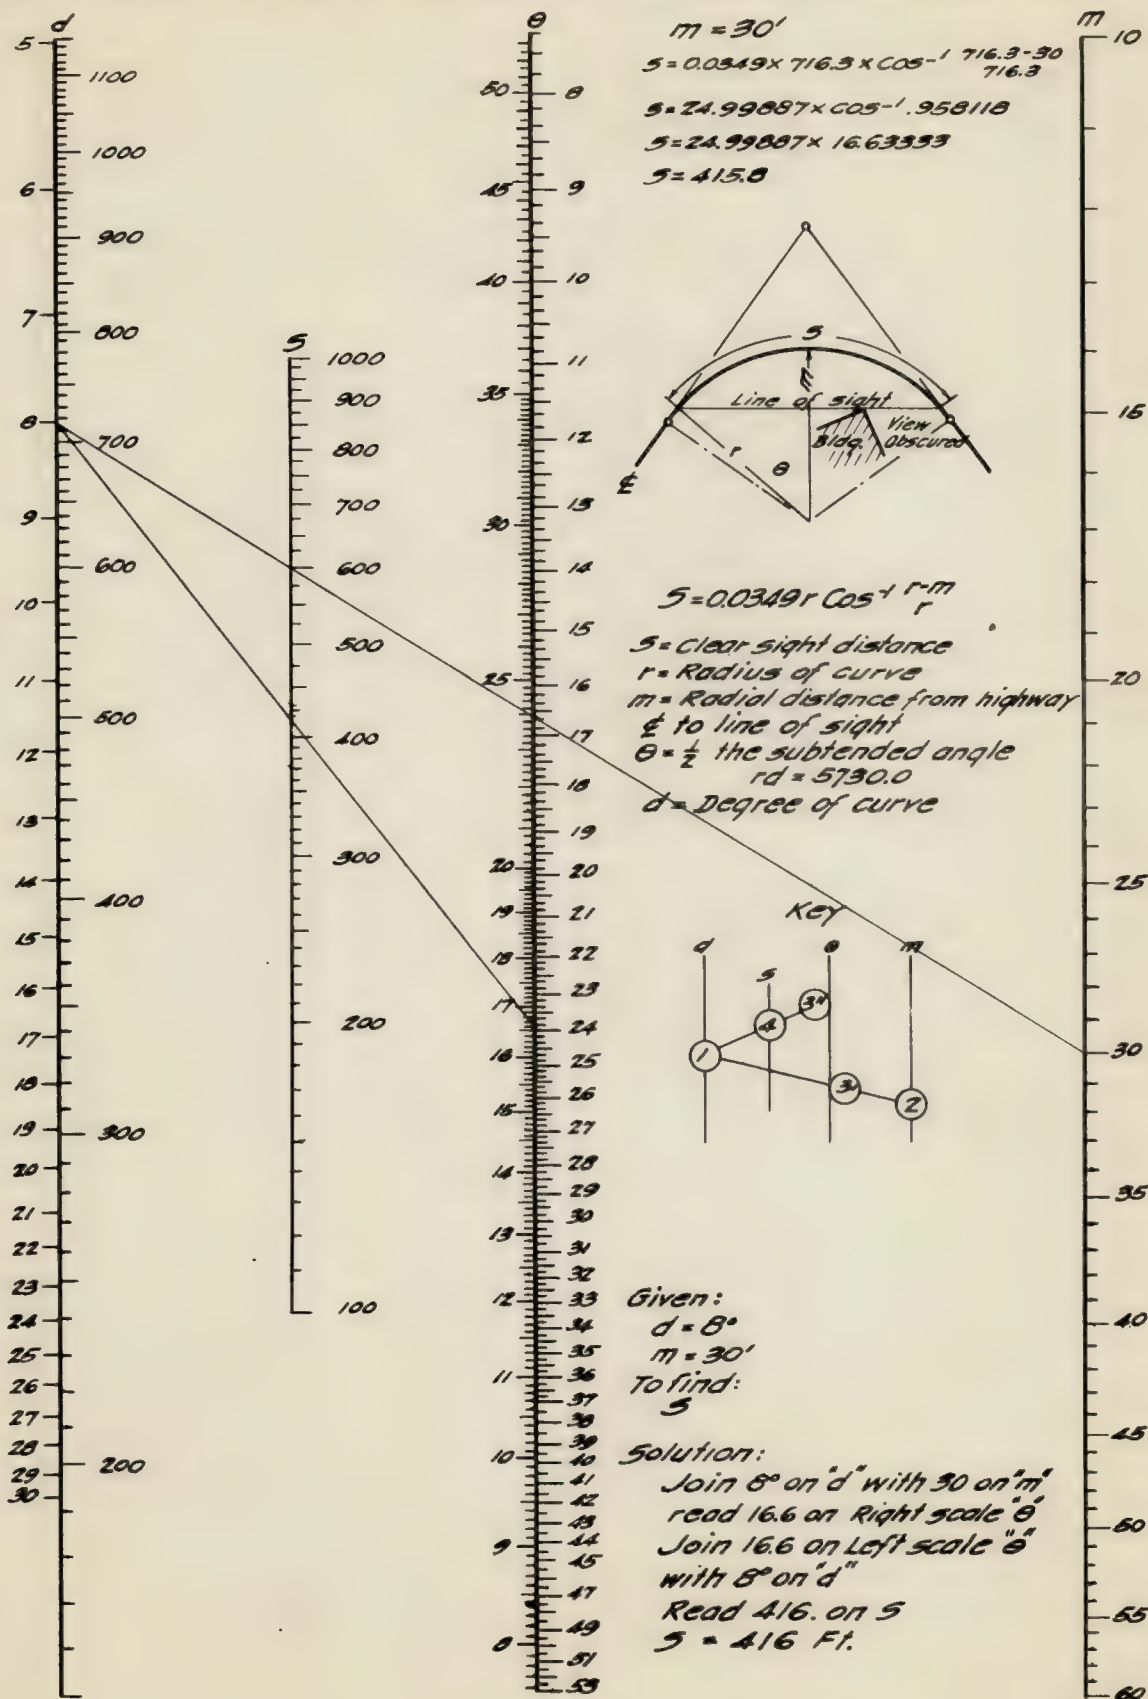 d
5
6
7
8
9
10
11
12
13
14
15
16
17
18
19
20
21
22
23
24
25
26
27
28
29
30
1100
1000
900
800
700
600
500
400
300
200
S
1000
900
800
700
600
500
400
300
200
100
θ
50
45
40
35
30
25
20
19
18
17
16
15
14
13
12
11
10
9
8
8
9
10
11
12
13
14
15
16
17
18
19
20
21
22
23
24
25
26
27
28
29
30
31
32
33
34
35
36
37
38
39
40
41
42
43
44
45
47
49
51
53
m = 30'
S = 0.0349 × 716.3 × COS⁻¹ 716.3-30
716.3
S = 24.99887 × COS⁻¹ .958118
S = 24.99887 × 16.63333
S = 415.8
S
m
Line of sight
r
θ
Bldg.
View
Obscured
℄
S = 0.0349 r Cos⁻¹ r-m
r
S = Clear sight distance
r = Radius of curve
m = Radial distance from highway
℄ to line of sight
θ = ½ the subtended angle
rd = 5730.0
d = Degree of curve
Key
d
S
θ
m
1
4
3"
3'
2
Given:
d = 8°
m = 30'
To find:
S
Solution:
Join 8° on "d" with 30 on "m"
read 16.6 on Right scale "θ"
Join 16.6 on Left scale "θ"
with 8° on "d"
Read 416. on S
S = 416 Ft.
m
10
15
20
25
30
35
40
45
50
55
60